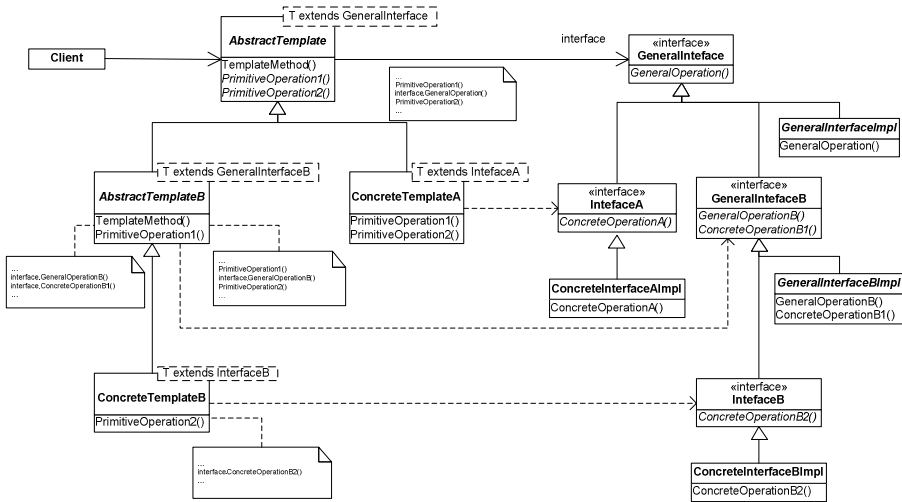 T extends GeneralInterface
AbstractTemplate
TemplateMethod()
PrimitiveOperation1()
PrimitiveOperation2()
Client
interface
«interface»
GeneralInteface
GeneralOperation()
...
PrimitiveOperation1()
interface.GeneralOperation()
PrimitiveOperation2()
...
GeneralInterfaceImpl
GeneralOperation()
T extends GeneralInterfaceB
AbstractTemplateB
TemplateMethod()
PrimitiveOperation1()
T extends IntefaceA
ConcreteTemplateA
PrimitiveOperation1()
PrimitiveOperation2()
«interface»
IntefaceA
ConcreteOperationA()
«interface»
GeneralIntefaceB
GeneralOperationB()
ConcreteOperationB1()
...
interface.GeneralOperationB()
interface.ConcreteOperationB1()
...
...
PrimitiveOperation1()
interface.GeneralOperationB()
PrimitiveOperation2()
...
ConcreteInterfaceAImpl
ConcreteOperationA()
GeneralInterfaceBImpl
GeneralOperationB()
ConcreteOperationB1()
T extends InterfaceB
ConcreteTemplateB
PrimitiveOperation2()
«interface»
IntefaceB
ConcreteOperationB2()
...
interface.ConcreteOperationB2()
...
ConcreteInterfaceBImpl
ConcreteOperationB2()